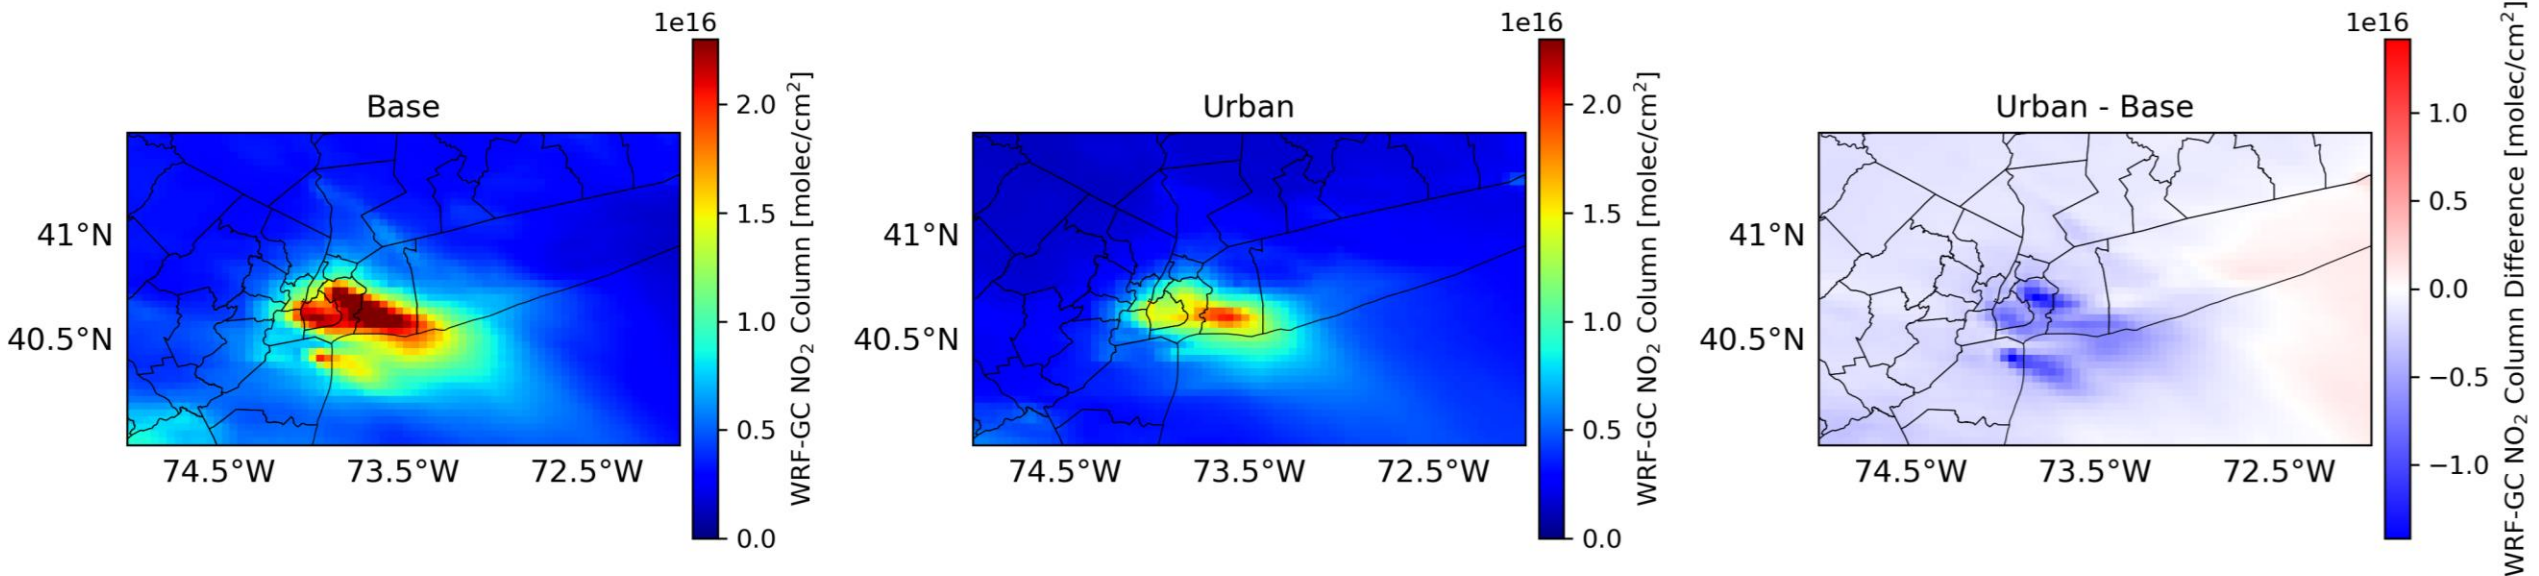 Base
1e16
41°N
40.5°N
74.5°W 73.5°W 72.5°W
2.0
1.5
1.0
0.5
0.0
WRF-GC NO₂ Column [molec/cm²]
Urban
1e16
41°N
40.5°N
74.5°W 73.5°W 72.5°W
2.0
1.5
1.0
0.5
0.0
WRF-GC NO₂ Column [molec/cm²]
Urban - Base
1e16
41°N
40.5°N
74.5°W 73.5°W 72.5°W
1.0
0.5
0.0
−0.5
−1.0
WRF-GC NO₂ Column Difference [molec/cm²]